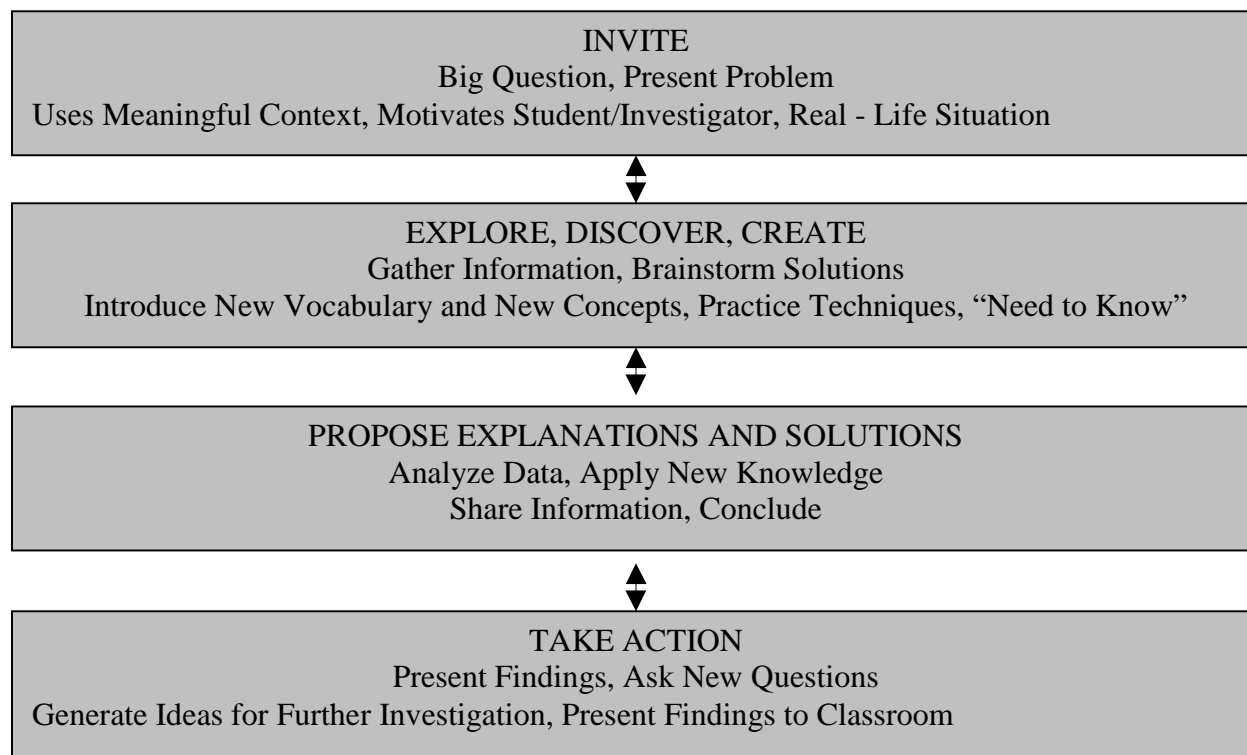 INVITE
Big Question, Present Problem
Uses Meaningful Context, Motivates Student/Investigator, Real - Life Situation
EXPLORE, DISCOVER, CREATE
Gather Information, Brainstorm Solutions
Introduce New Vocabulary and New Concepts, Practice Techniques, “Need to Know”
PROPOSE EXPLANATIONS AND SOLUTIONS
Analyze Data, Apply New Knowledge
Share Information, Conclude
TAKE ACTION
Present Findings, Ask New Questions
Generate Ideas for Further Investigation, Present Findings to Classroom